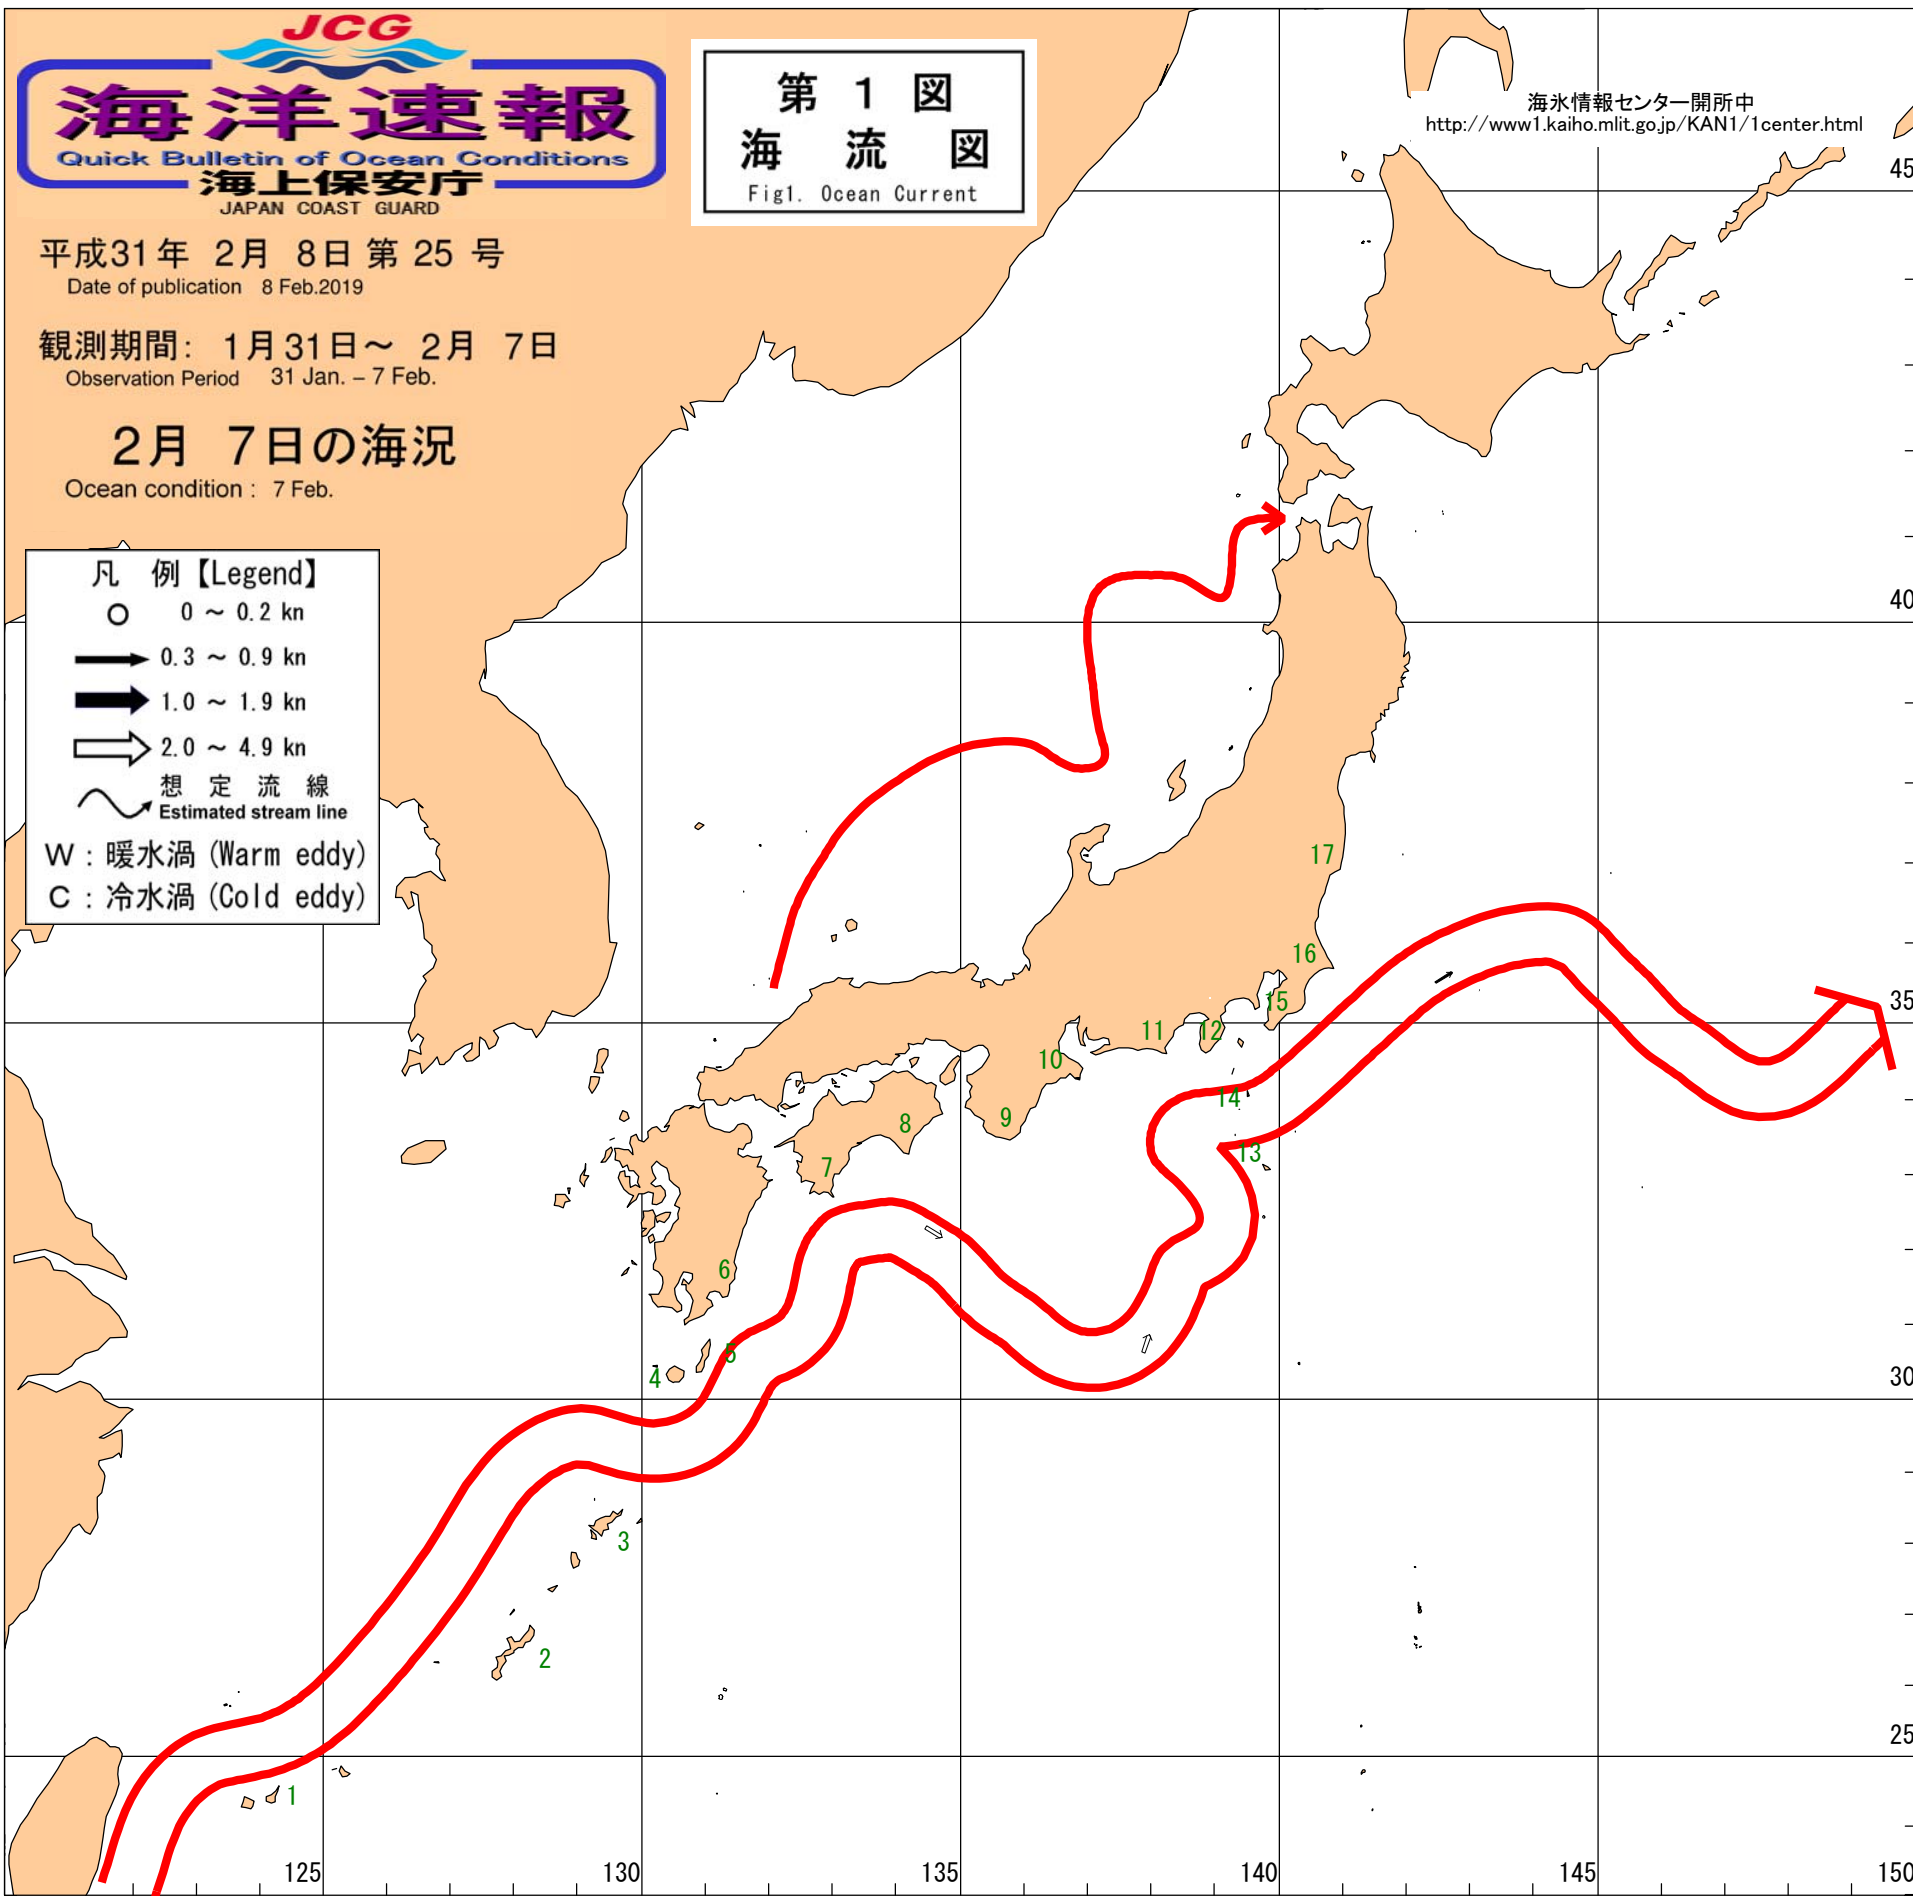 JCG
海洋速報
Quick Bulletin of Ocean Conditions
海上保安庁
JAPAN COAST GUARD
第 1 図
海 流 図
Fig1. Ocean Current
海氷情報センター開所中
http://www1.kaiho.mlit.go.jp/KAN1/1center.html
平成31年 2月 8日 第 25 号
Date of publication 8 Feb.2019
観測期間: 1月31日～ 2月 7日
Observation Period 31 Jan. – 7 Feb.
2月 7日の海況
Ocean condition : 7 Feb.
凡 例【Legend】
0 ～ 0.2 kn
0.3 ～ 0.9 kn
1.0 ～ 1.9 kn
2.0 ～ 4.9 kn
想 定 流 線
Estimated stream line
W : 暖水渦 (Warm eddy)
C : 冷水渦 (Cold eddy)
45
40
17
16
35
15
11
12
10
14
9
8
13
7
6
5
4
30
3
2
25
1
125
130
135
140
145
150